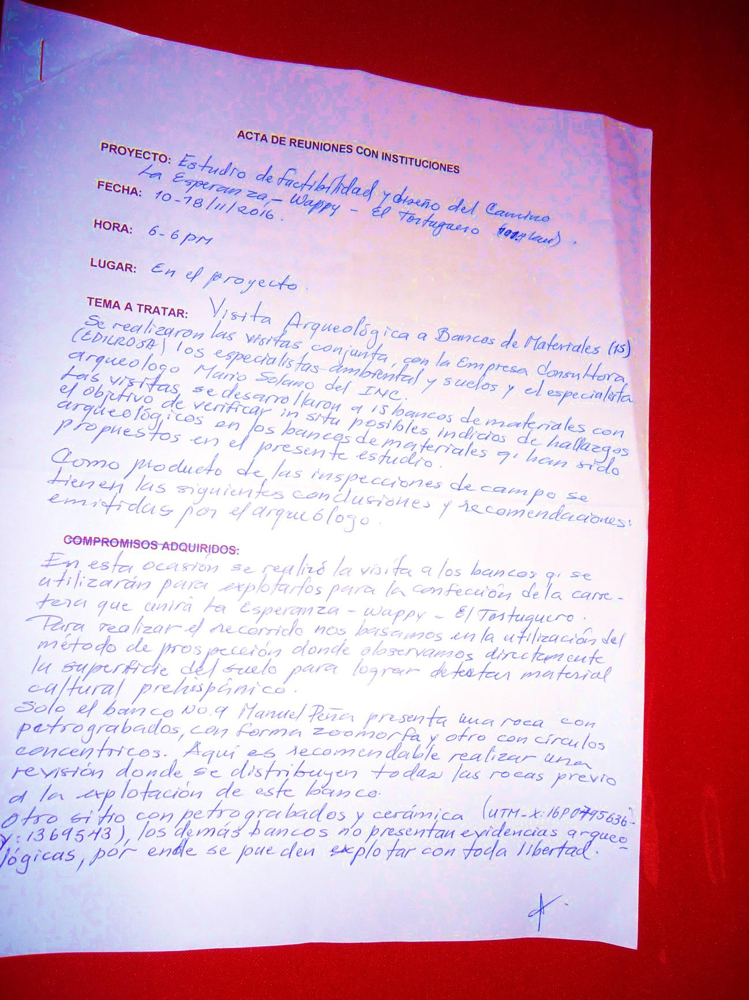 ACTA DE REUNIONES CON INSTITUCIONES
PROYECTO: Estudio de factibilidad y diseño del Camino
La Esperanza - Wappy - El Tortuguero
FECHA: 10-18/11/2016.
HORA: 6-6 pm
LUGAR: En el proyecto.
TEMA A TRATAR: Visita Arqueológica a Bancos de Materiales (15)
Se realizaron las visitas conjunta, con la Empresa Consultora
(EDICROSA) los especialistas ambiental y suelos y el especialista
arqueologo Mario Solano del INC.
Las visitas se desarrollaron a 15 bancos de materiales con
el objetivo de verificar in situ posibles indicios de hallazgos
arqueológicos en los bancos de materiales q' han sido
propuestos en el presente estudio.
Como producto de las inspecciones de campo se
tienen las siguientes conclusiones y recomendaciones:
emitidas por el arqueólogo.
COMPROMISOS ADQUIRIDOS:
En esta ocasión se realizó la visita a los bancos q' se
utilizarán para explotarlos para la confección de la carre-
tera que unirá La Esperanza - Wappy - El Tortuguero.
Para realizar el recorrido nos basamos en la utilización del
método de prospección donde observamos directamente
la superficie del suelo para lograr detectar material
cultural prehispánico.
Solo el banco No. 9 Manuel Peña presenta una roca con
petrograbados, con forma zoomorfa y otro con círculos
concentricos. Aquí es recomendable realizar una
revisión donde se distribuyen todas las rocas previo
a la explotación de este banco.
Otro sitio con petrograbados y cerámica (UTM-X:16P0795636-
Y:1369543), los demás bancos no presentan evidencias arqueo-
lógicas, por ende se pueden explotar con toda libertad.